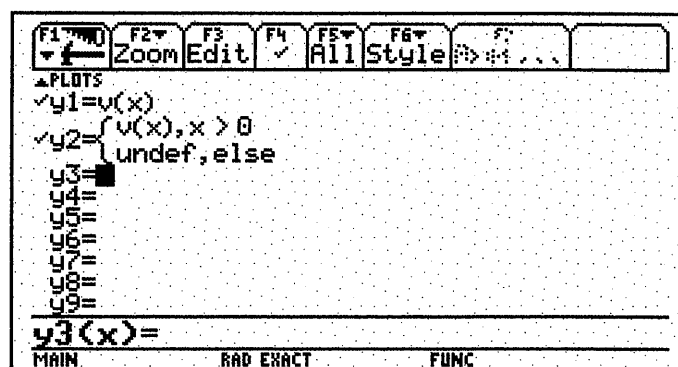 F1 F2 F3 F4 F5 F6 F7
Zoom Edit ✓ All Style ...
PLOTS
✓y1=v(x)
✓y2={v(x),x>0
undef,else
y3=
y4=
y5=
y6=
y7=
y8=
y9=
y3(x)=
MAIN RAD EXACT FUNC